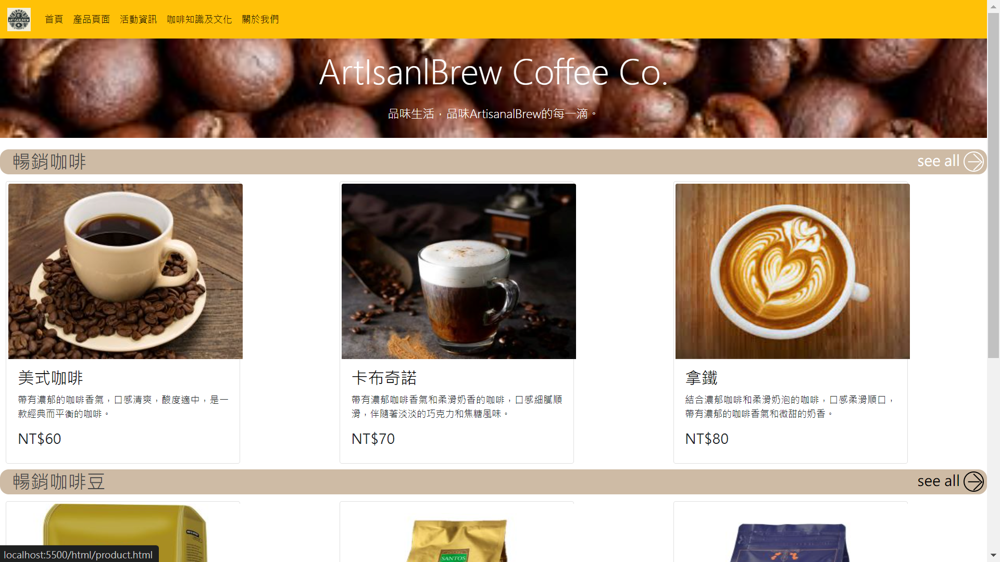 ARTISANLBREW
首頁 產品頁面 活動資訊 咖啡知識及文化 關於我們
ArtIsanlBrew Coffee Co.
品味生活，品味ArtisanalBrew的每一滴。
暢銷咖啡 see all
美式咖啡
帶有濃郁的咖啡香氣，口感清爽，酸度適中，是一
款經典而平衡的咖啡。
NT$60
卡布奇諾
帶有濃郁咖啡香氣和柔滑奶香的咖啡，口感細膩順
滑，伴隨著淡淡的巧克力和焦糖風味。
NT$70
拿鐵
結合濃郁咖啡和柔滑奶泡的咖啡，口感柔滑順口，
帶有濃郁的咖啡香氣和微甜的奶香。
NT$80
暢銷咖啡豆 see all
SANTOS
localhost:5500/html/product.html